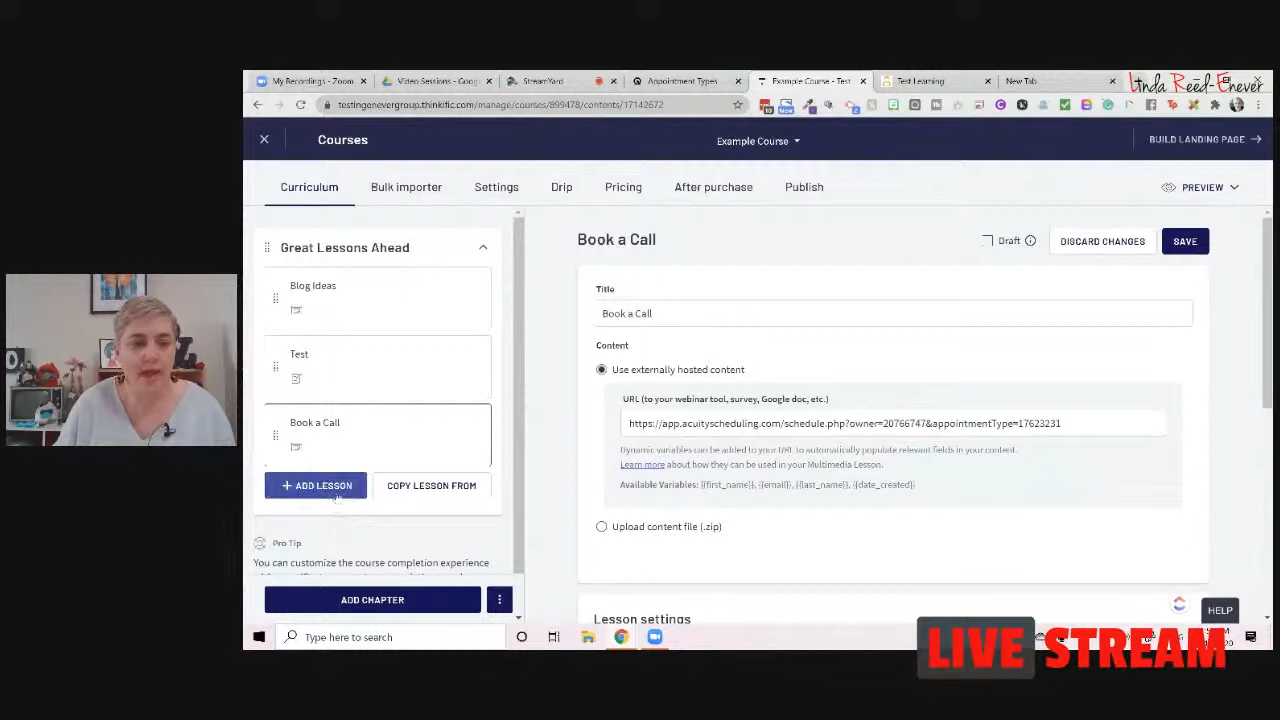 My Recordings - Zoom
Video Sessions - Goog
StreamYard
Appointment Types
Example Course - Test
Test Learning
New Tab
Linda Reed-Enever
testingenevergroup.thinkific.com/manage/courses/899478/contents/17142672
Courses
Example Course
BUILD LANDING PAGE
Curriculum
Bulk importer
Settings
Drip
Pricing
After purchase
Publish
PREVIEW
Great Lessons Ahead
Blog Ideas
Test
Book a Call
+ ADD LESSON
COPY LESSON FROM
Pro Tip
You can customize the course completion experience
ADD CHAPTER
Book a Call
Draft
DISCARD CHANGES
SAVE
Title
Book a Call
Content
Use externally hosted content
URL (to your webinar tool, survey, Google doc, etc.)
https://app.acuityscheduling.com/schedule.php?owner=20766747&appointmentType=17623231
Dynamic variables can be added to your URL to automatically populate relevant fields in your content.
Learn more about how they can be used in your Multimedia Lesson.
Available Variables: {{first_name}}, {{email}}, {{last_name}}, {{date_created}}
Upload content file (.zip)
Lesson settings
HELP
Type here to search
LIVE STREAM